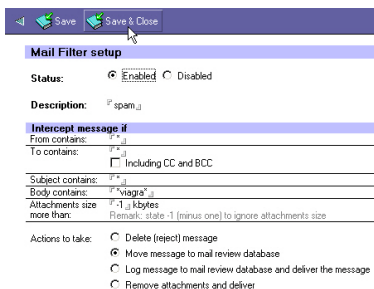 Save Save & Close
Mail Filter setup
Status: Enabled Disabled
Description: spam
Intercept message if
From contains: *
To contains: *
Including CC and BCC
Subject contains: *
Body contains: *viagra*
Attachments size more than: -1 kbytes
Remark: state -1 (minus one) to ignore attachments size
Actions to take: Delete (reject) message
Move message to mail review database
Log message to mail review database and deliver the message
Remove attachments and deliver